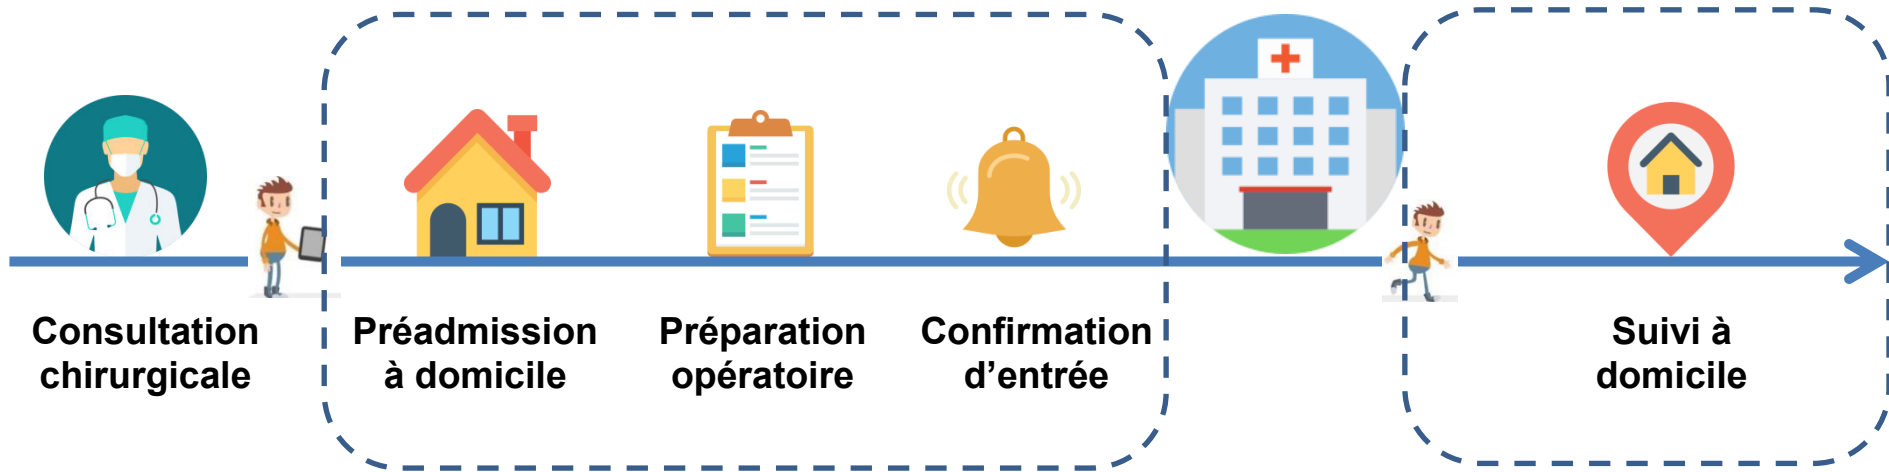 Consultation
chirurgicale
Préadmission
à domicile
Préparation
opératoire
Confirmation
d’entrée
Suivi à
domicile